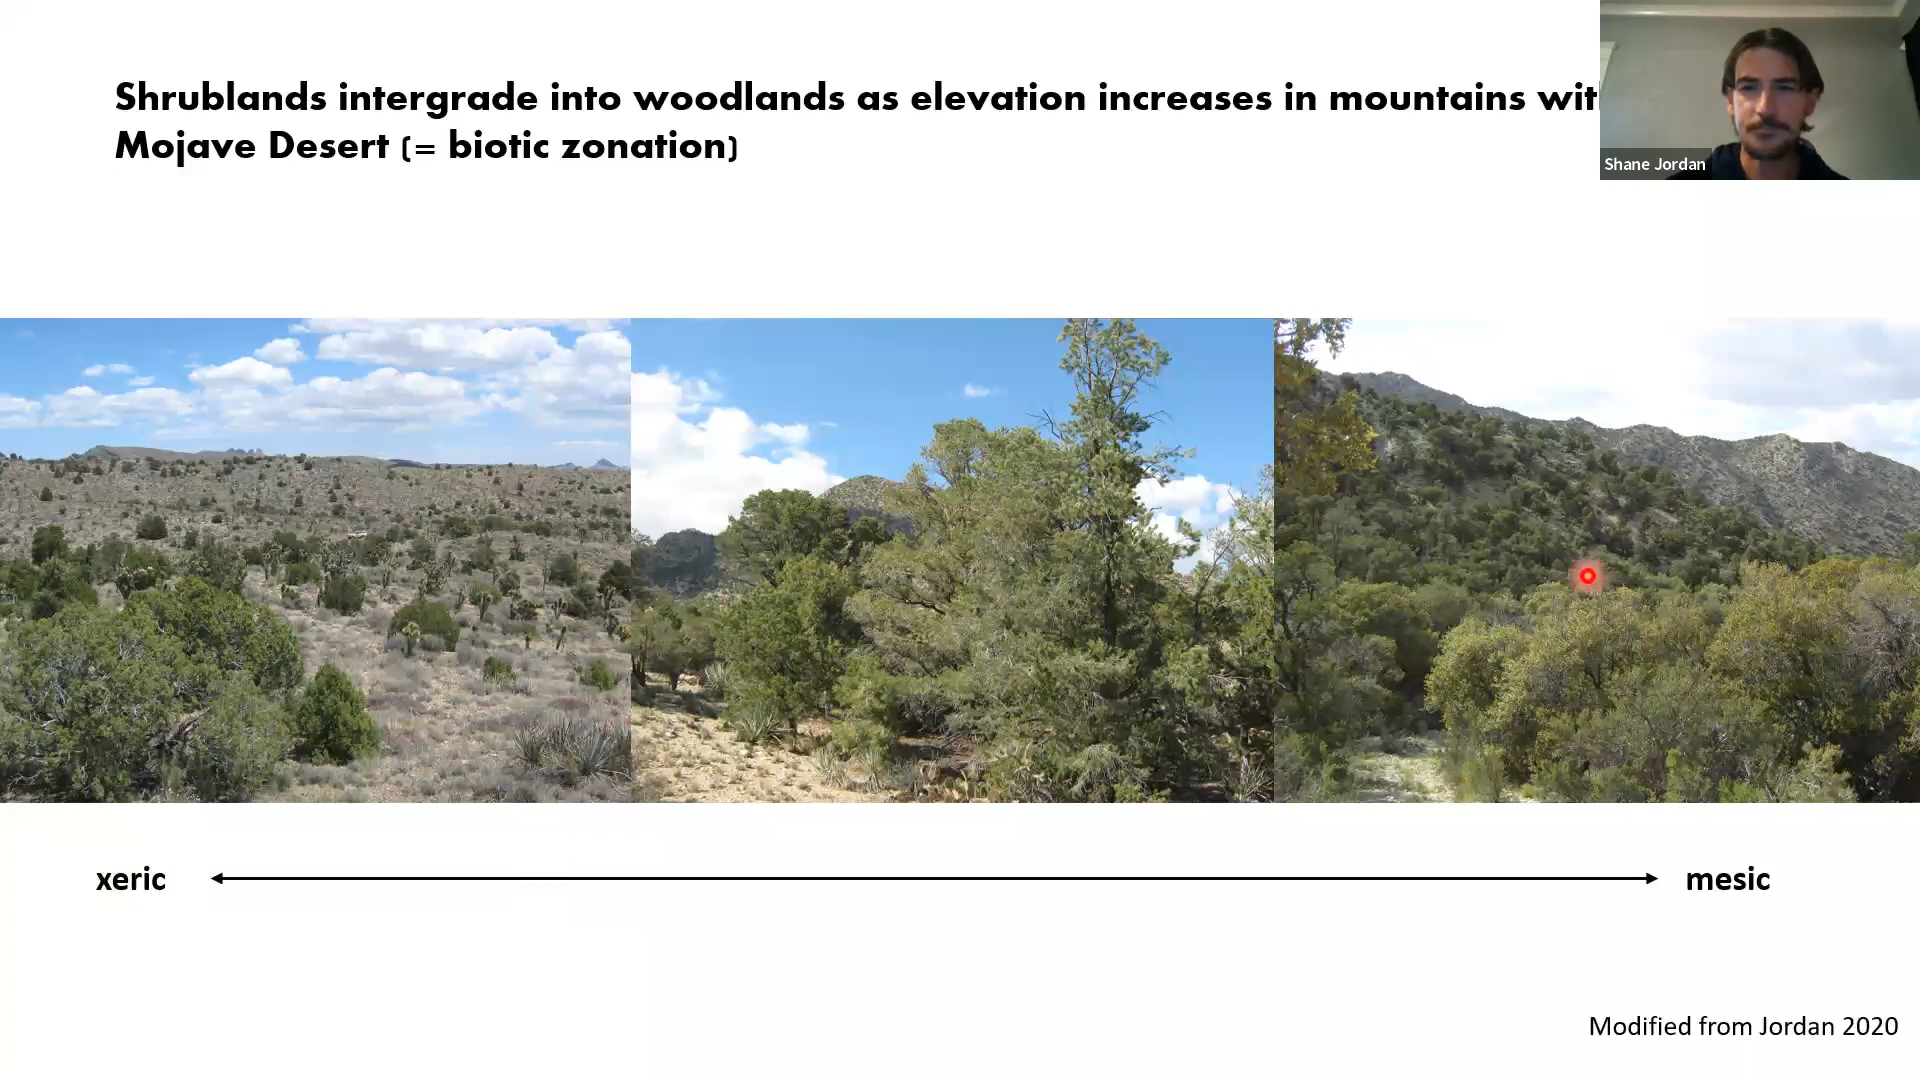 Shrublands intergrade into woodlands as elevation increases in mountains wit
Mojave Desert (= biotic zonation)
Shane Jordan
xeric
mesic
Modified from Jordan 2020